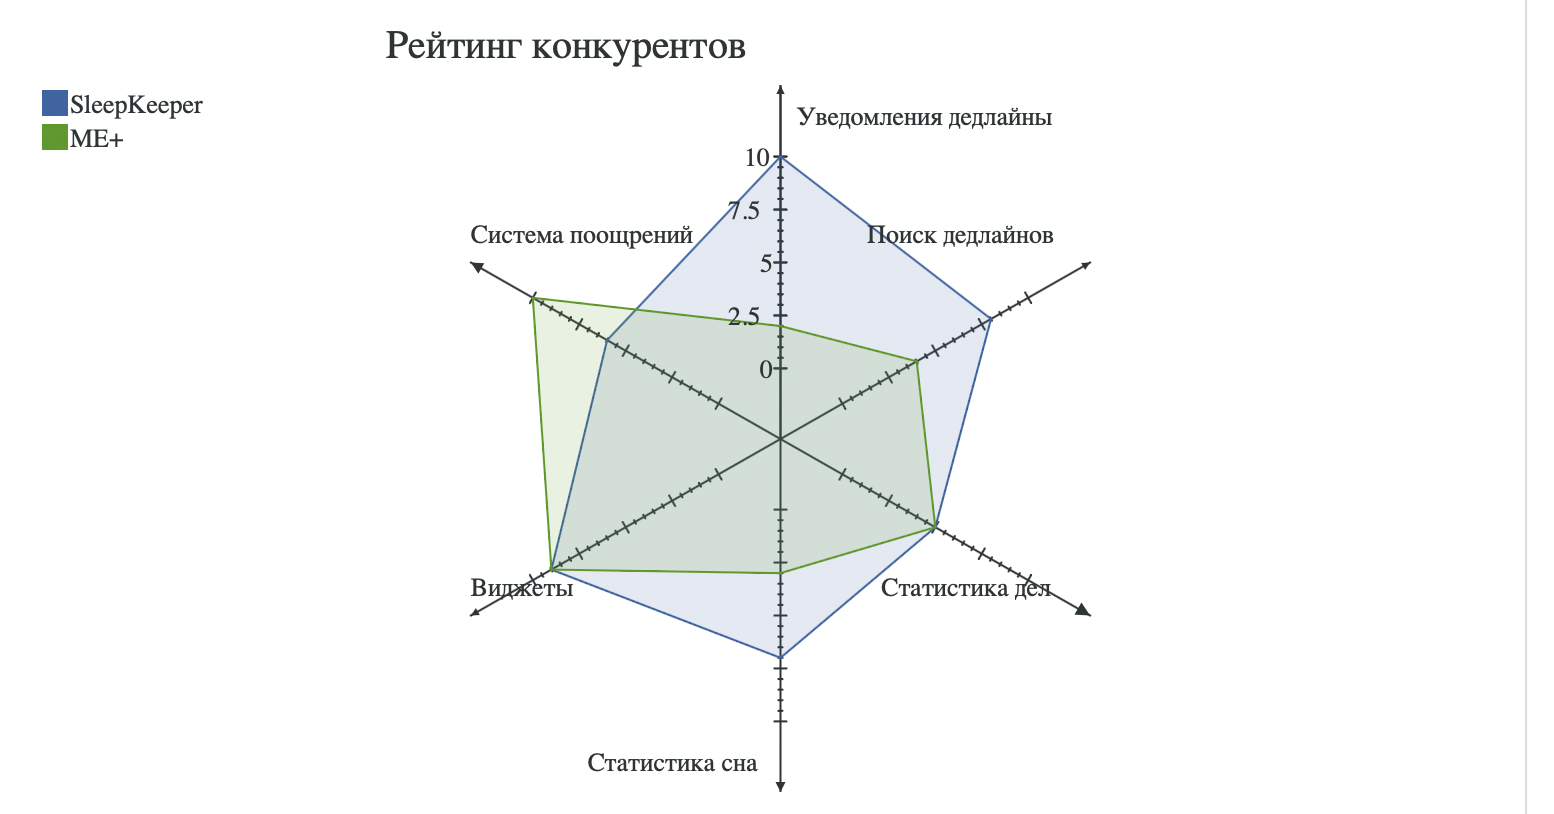 Рейтинг конкурентов
SleepKeeper
ME+
Уведомления дедлайны
10
7.5
Система поощрений
Поиск дедлайнов
5
2.5
0
Виджеты
Статистика дел
Статистика сна